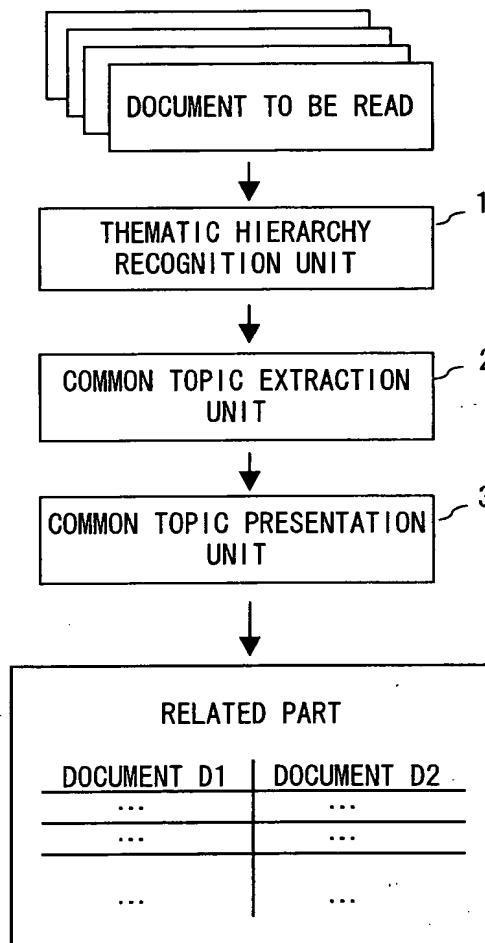 DOCUMENT TO BE READ
1
THEMATIC HIERARCHY
RECOGNITION UNIT
2
COMMON TOPIC EXTRACTION
UNIT
3
COMMON TOPIC PRESENTATION
UNIT
RELATED PART
DOCUMENT D1 DOCUMENT D2
... ...
... ...
... ...